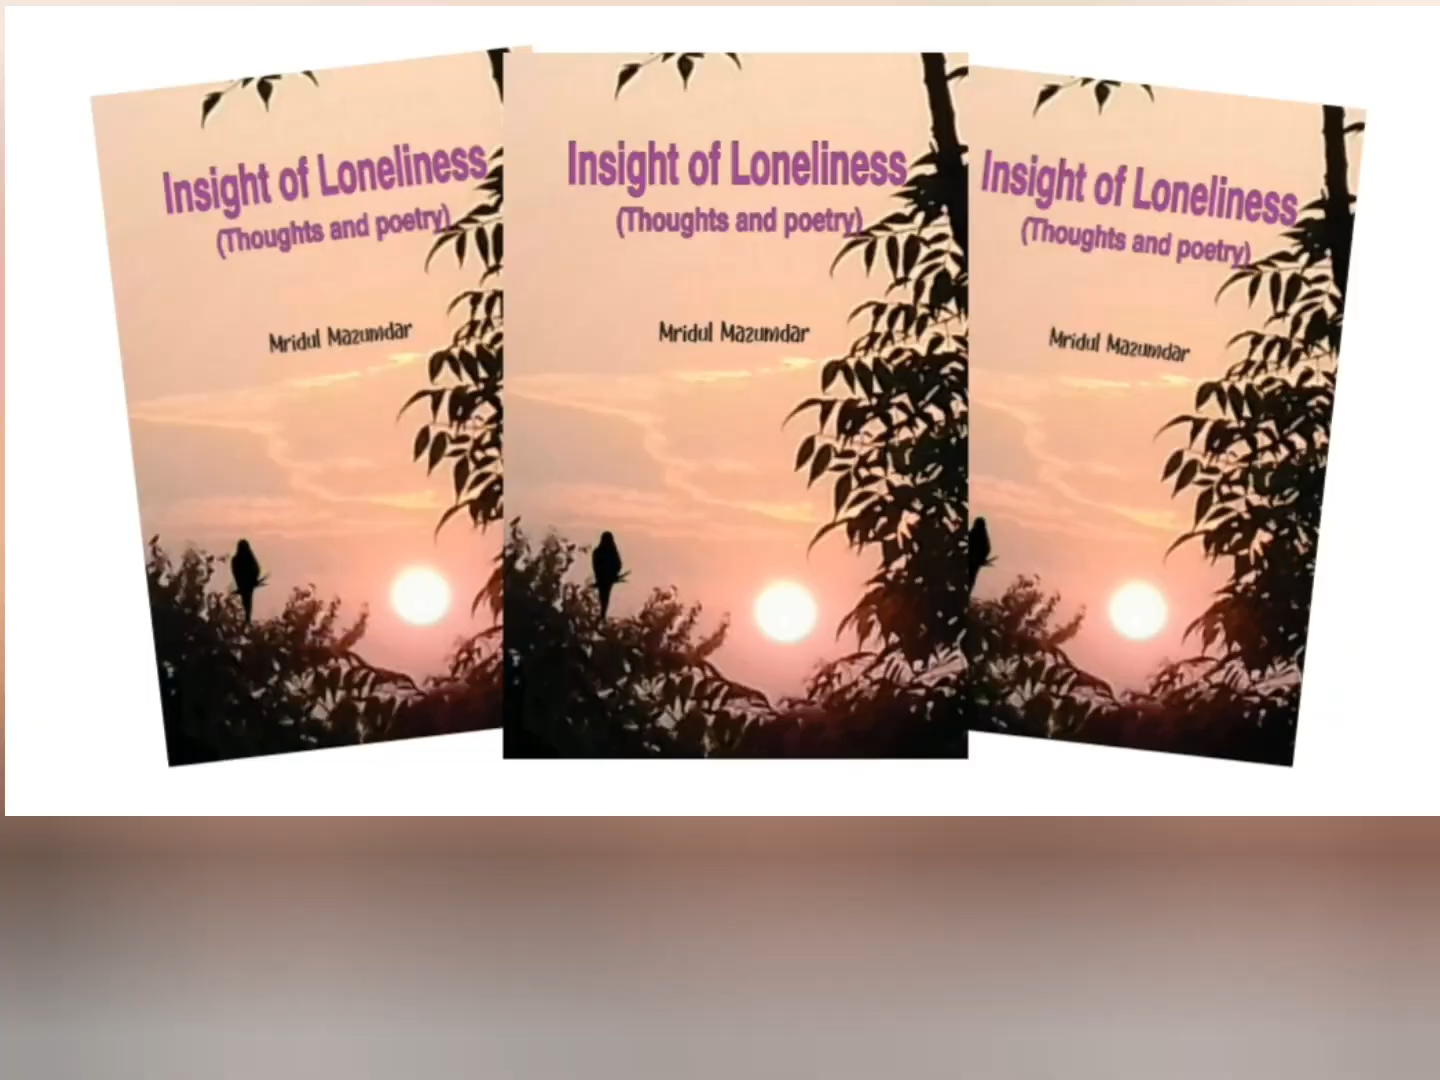 Insight of Loneliness
(Thoughts and poetry)
Mridul Mazumdar
Insight of Loneliness
(Thoughts and poetry)
Mridul Mazumdar
Insight of Loneliness
(Thoughts and poetry)
Mridul Mazumdar